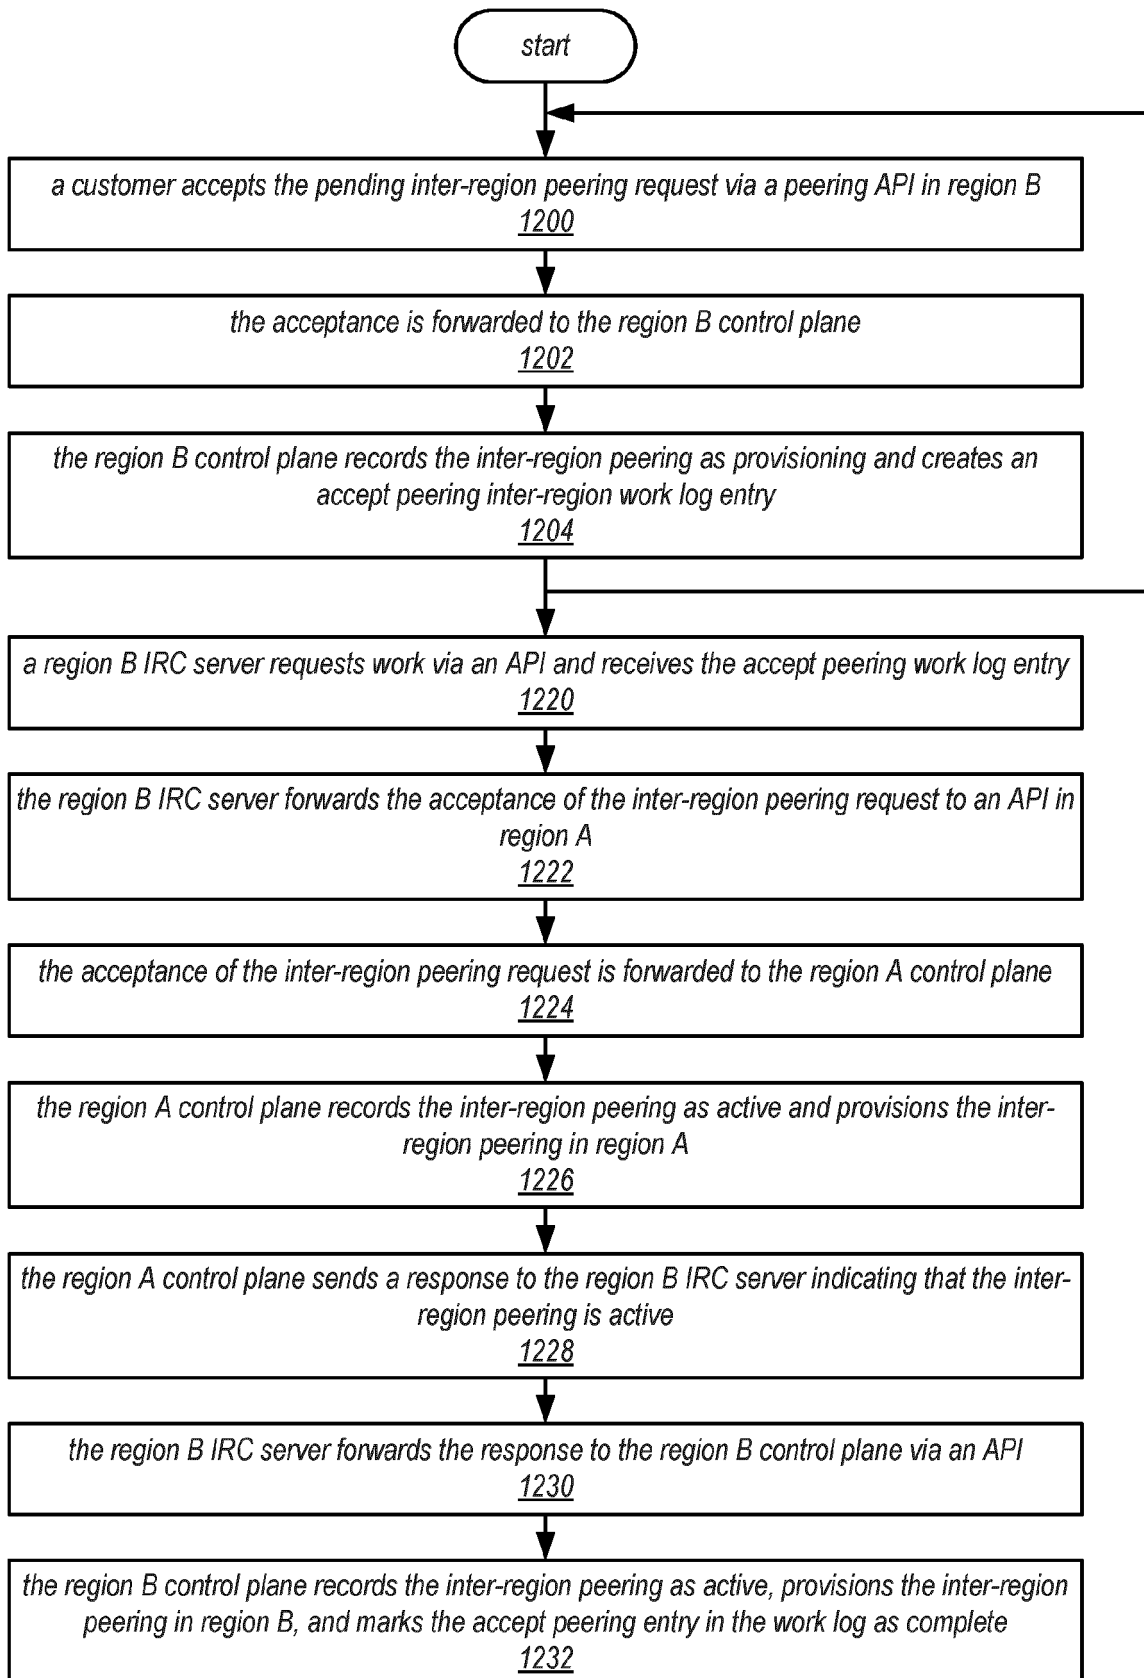 start
a customer accepts the pending inter-region peering request via a peering API in region B
1200
the acceptance is forwarded to the region B control plane
1202
the region B control plane records the inter-region peering as provisioning and creates an
accept peering inter-region work log entry
1204
a region B IRC server requests work via an API and receives the accept peering work log entry
1220
the region B IRC server forwards the acceptance of the inter-region peering request to an API in
region A
1222
the acceptance of the inter-region peering request is forwarded to the region A control plane
1224
the region A control plane records the inter-region peering as active and provisions the inter-
region peering in region A
1226
the region A control plane sends a response to the region B IRC server indicating that the inter-
region peering is active
1228
the region B IRC server forwards the response to the region B control plane via an API
1230
the region B control plane records the inter-region peering as active, provisions the inter-region
peering in region B, and marks the accept peering entry in the work log as complete
1232